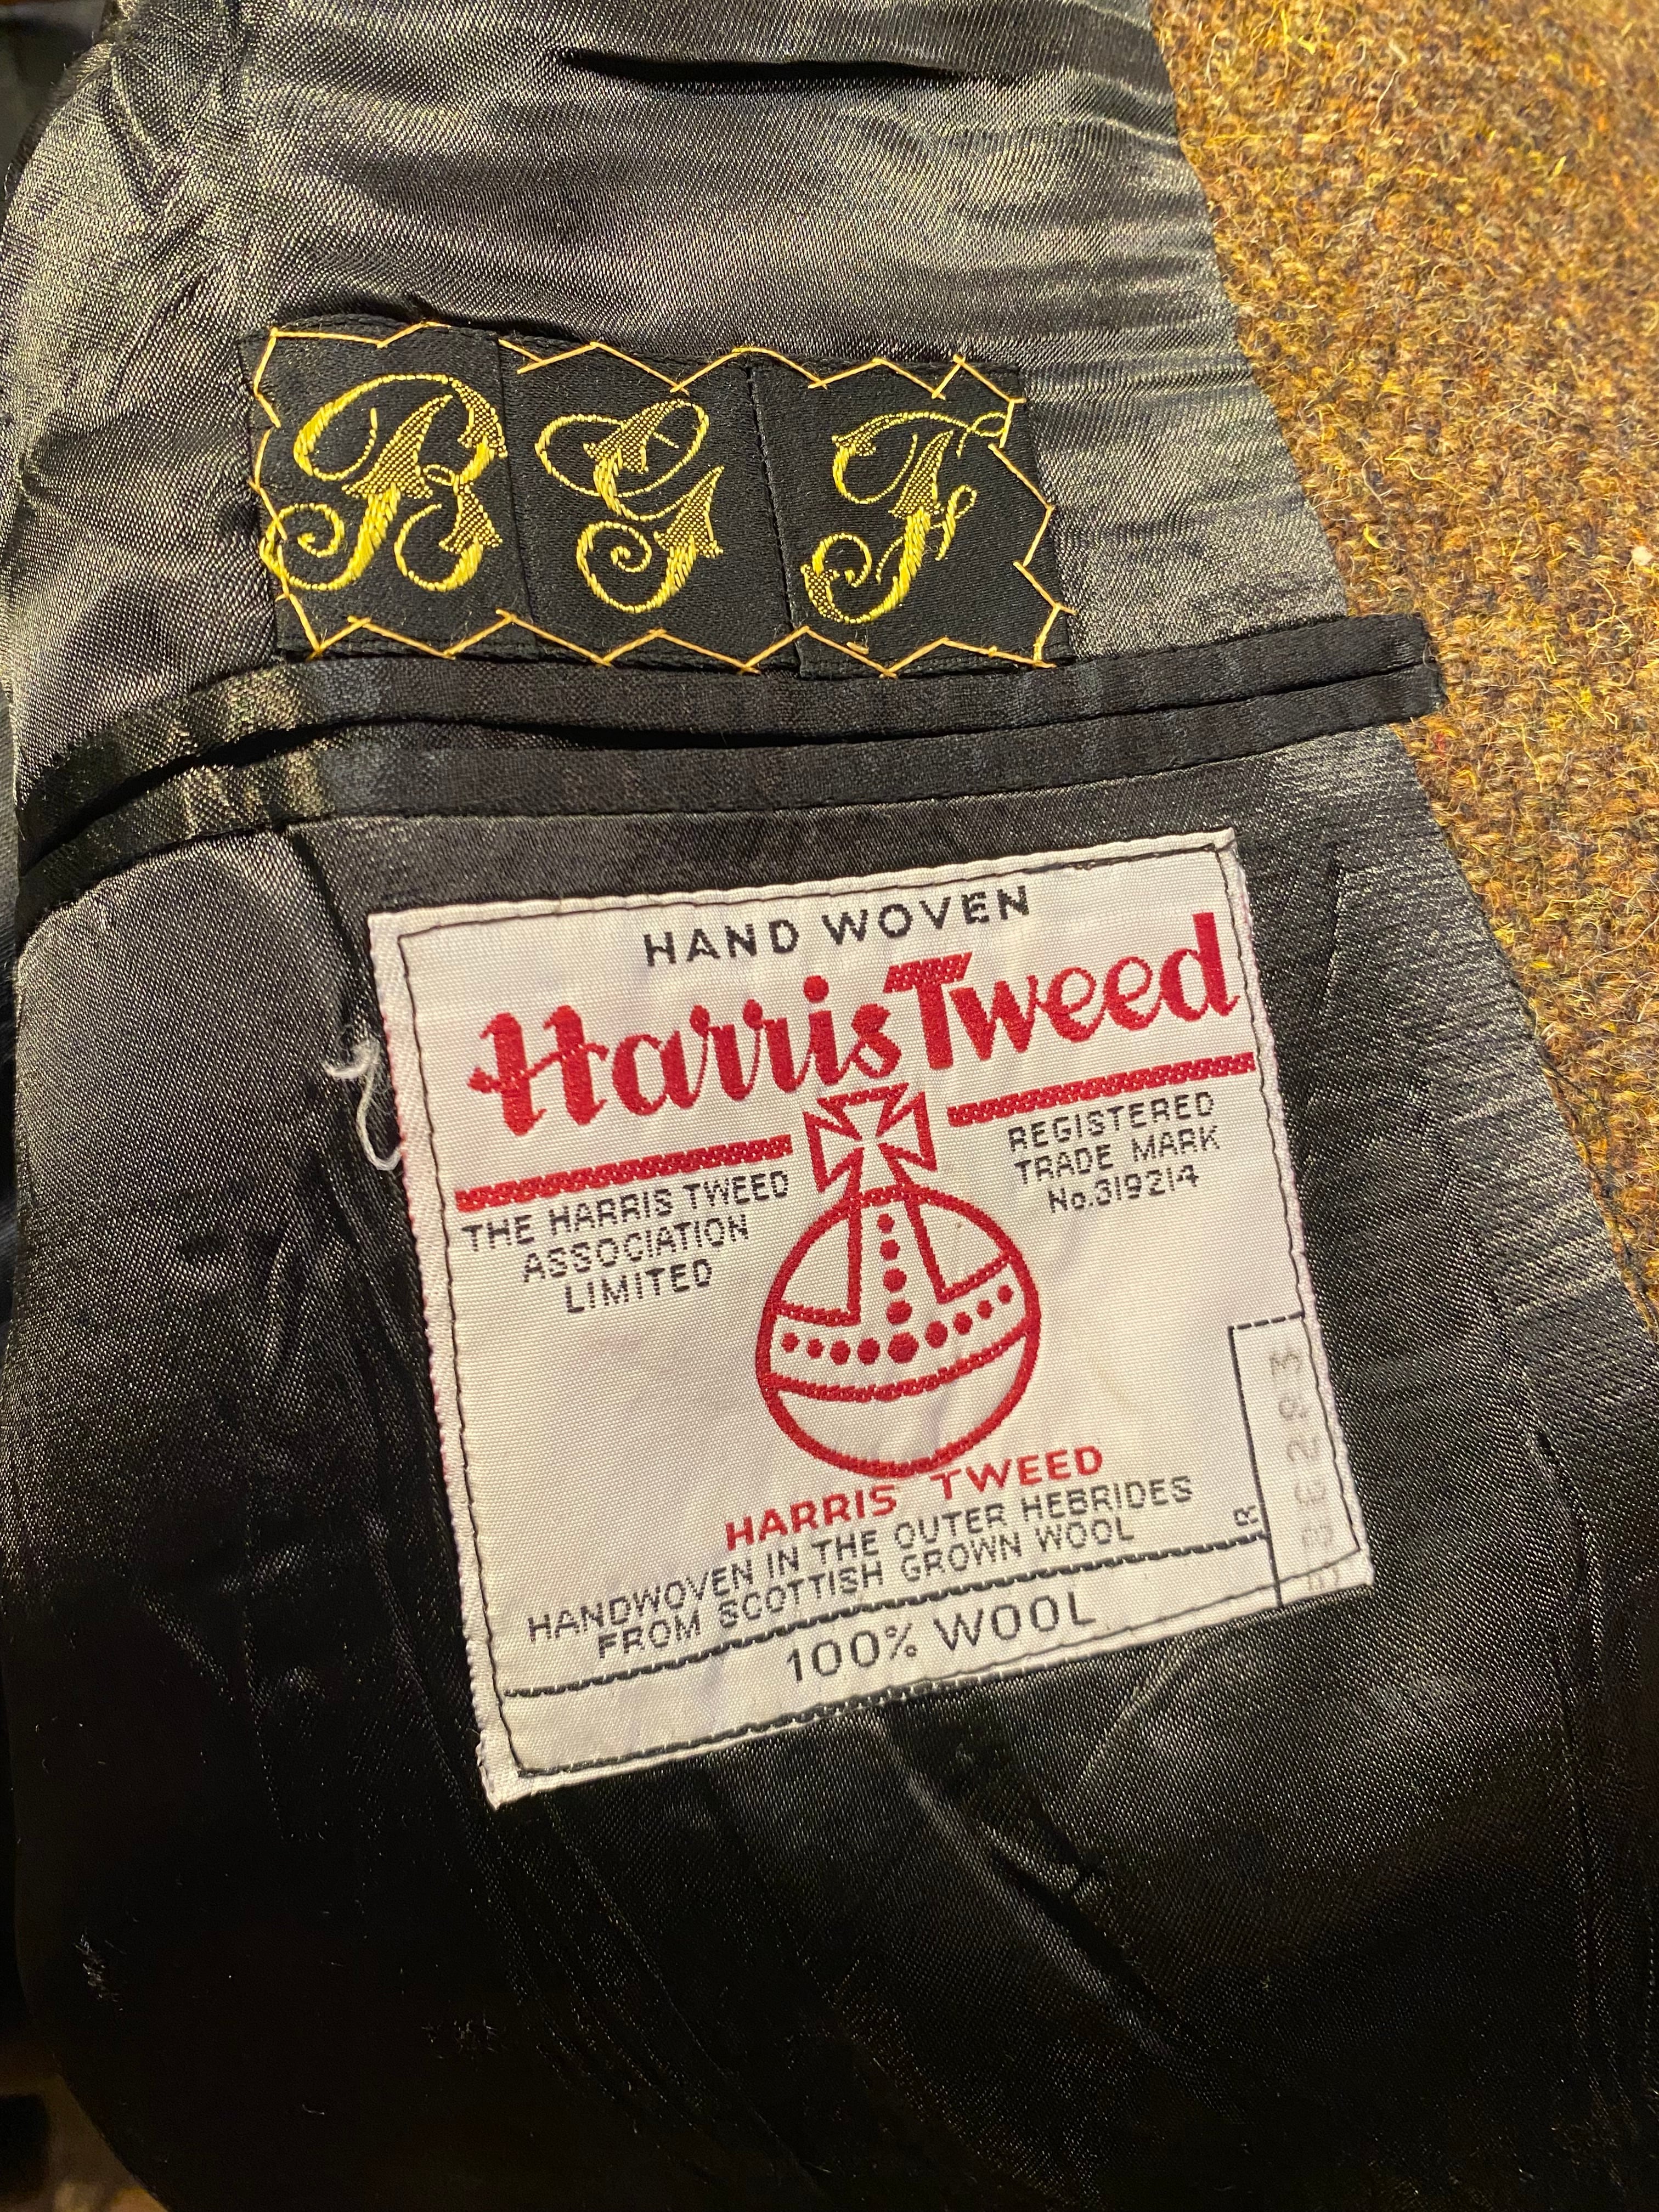 B G F
HAND WOVEN
Harris Tweed
THE HARRIS TWEED
ASSOCIATION
LIMITED
REGISTERED
TRADE MARK
No.319214
HARRIS TWEED
HANDWOVEN IN THE OUTER HEBRIDES
FROM SCOTTISH GROWN WOOL
R
100% WOOL